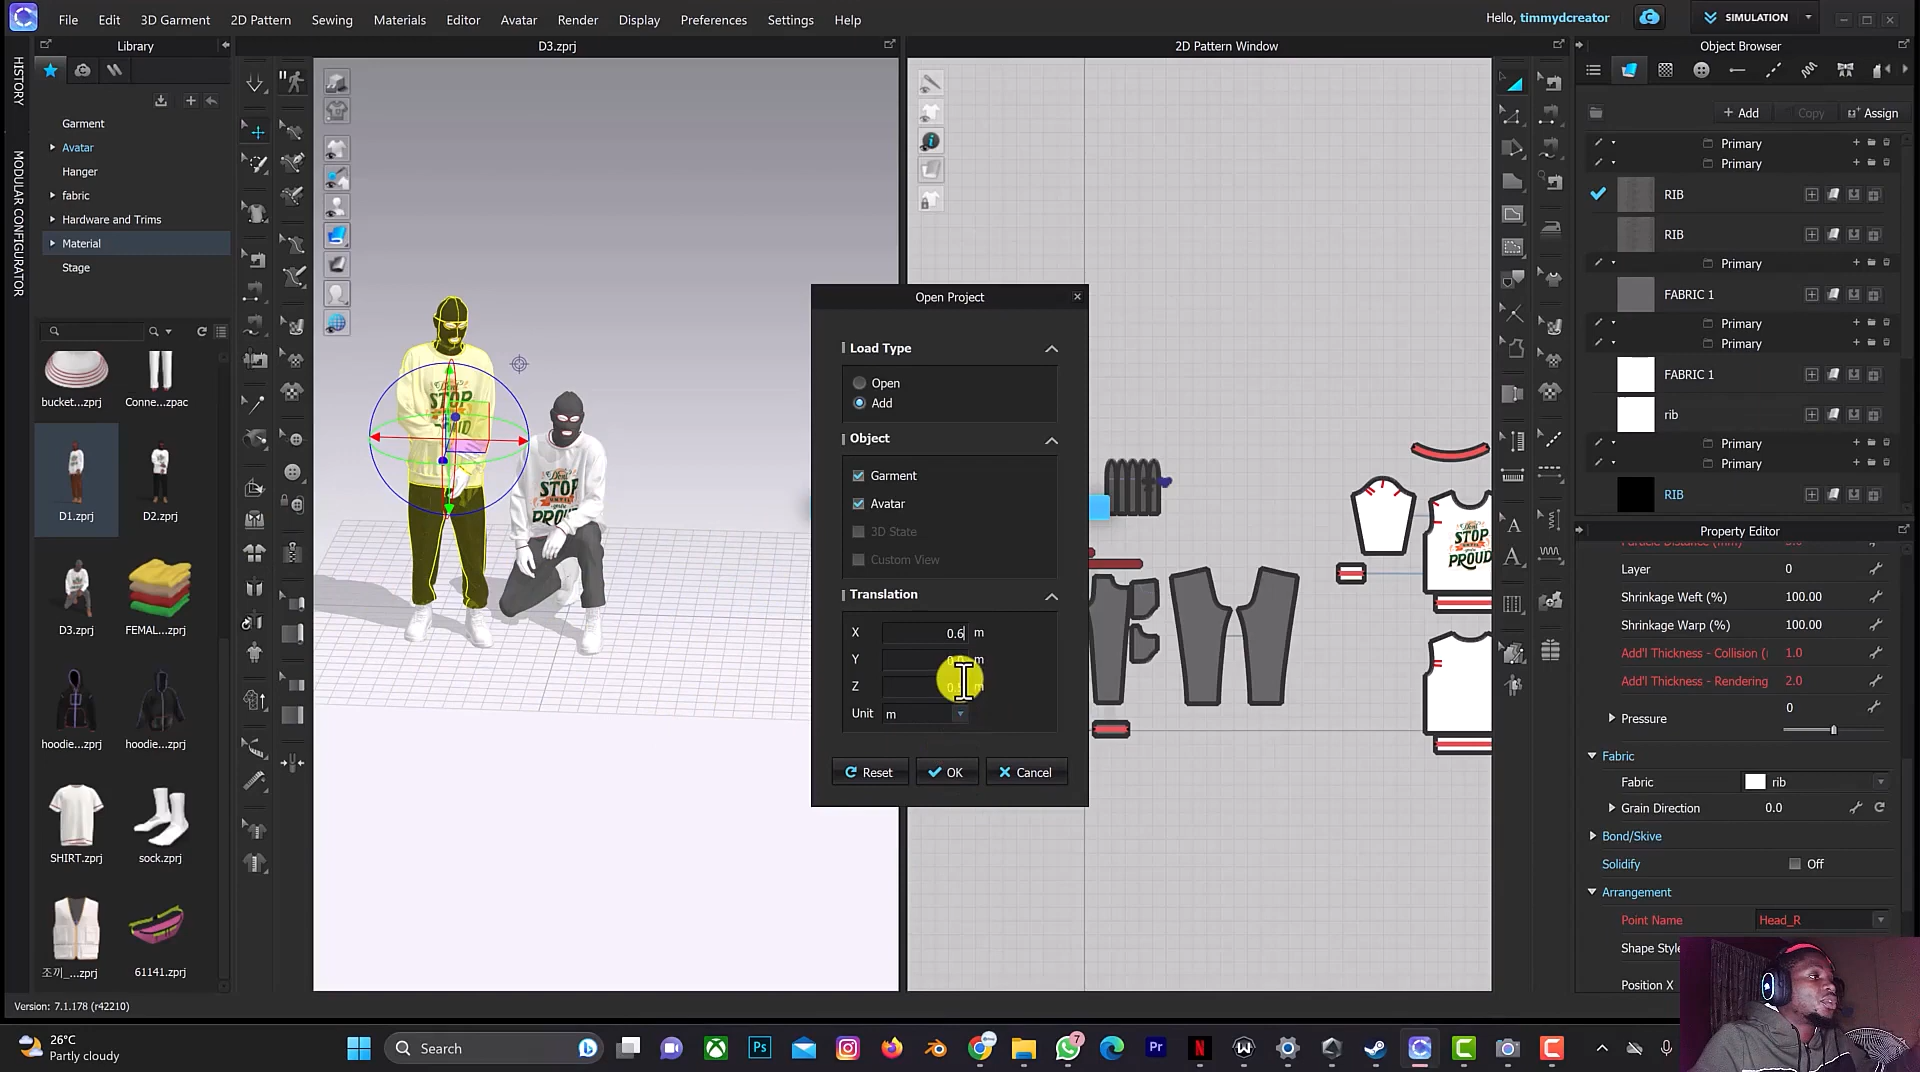 File Edit 3D Garment 2D Pattern Sewing Materials Editor Avatar Render Display Preferences Settings Help
Hello, timmydcreator
SIMULATION
Library
D3.zprj
2D Pattern Window
Object Browser
HISTORY
MODULAR CONFIGURATOR
Garment
Avatar
Hanger
fabric
Hardware and Trims
Material
Stage
bucket...zprj
Conne...zpac
D1.zprj
D2.zprj
D3.zprj
FEMAL...zprj
hoodie...zprj
hoodie...zprj
SHIRT.zprj
sock.zprj
조끼_...zprj
61141.zprj
Version: 7.1.178 (r42210)
STOP
STOP
PROUD
Open Project
Load Type
Open
Add
Object
Garment
Avatar
3D State
Custom View
Translation
X 0.6 m
Y m
Z m
Unit m
Reset
OK
Cancel
STOP
PROUD
Add
Copy
Assign
Primary
Primary
RIB
RIB
Primary
FABRIC 1
Primary
Primary
FABRIC 1
rib
Primary
Primary
RIB
Property Editor
Layer 0
Shrinkage Weft (%) 100.00
Shrinkage Warp (%) 100.00
Add'l Thickness - Collision ( 1.0
Add'l Thickness - Rendering 2.0
Pressure 0
Fabric
Fabric rib
Grain Direction 0.0
Bond/Skive
Solidify Off
Arrangement
Point Name Head_R
Shape Style
Position X
26°C
Partly cloudy
Search
Ps
7
Pr
N